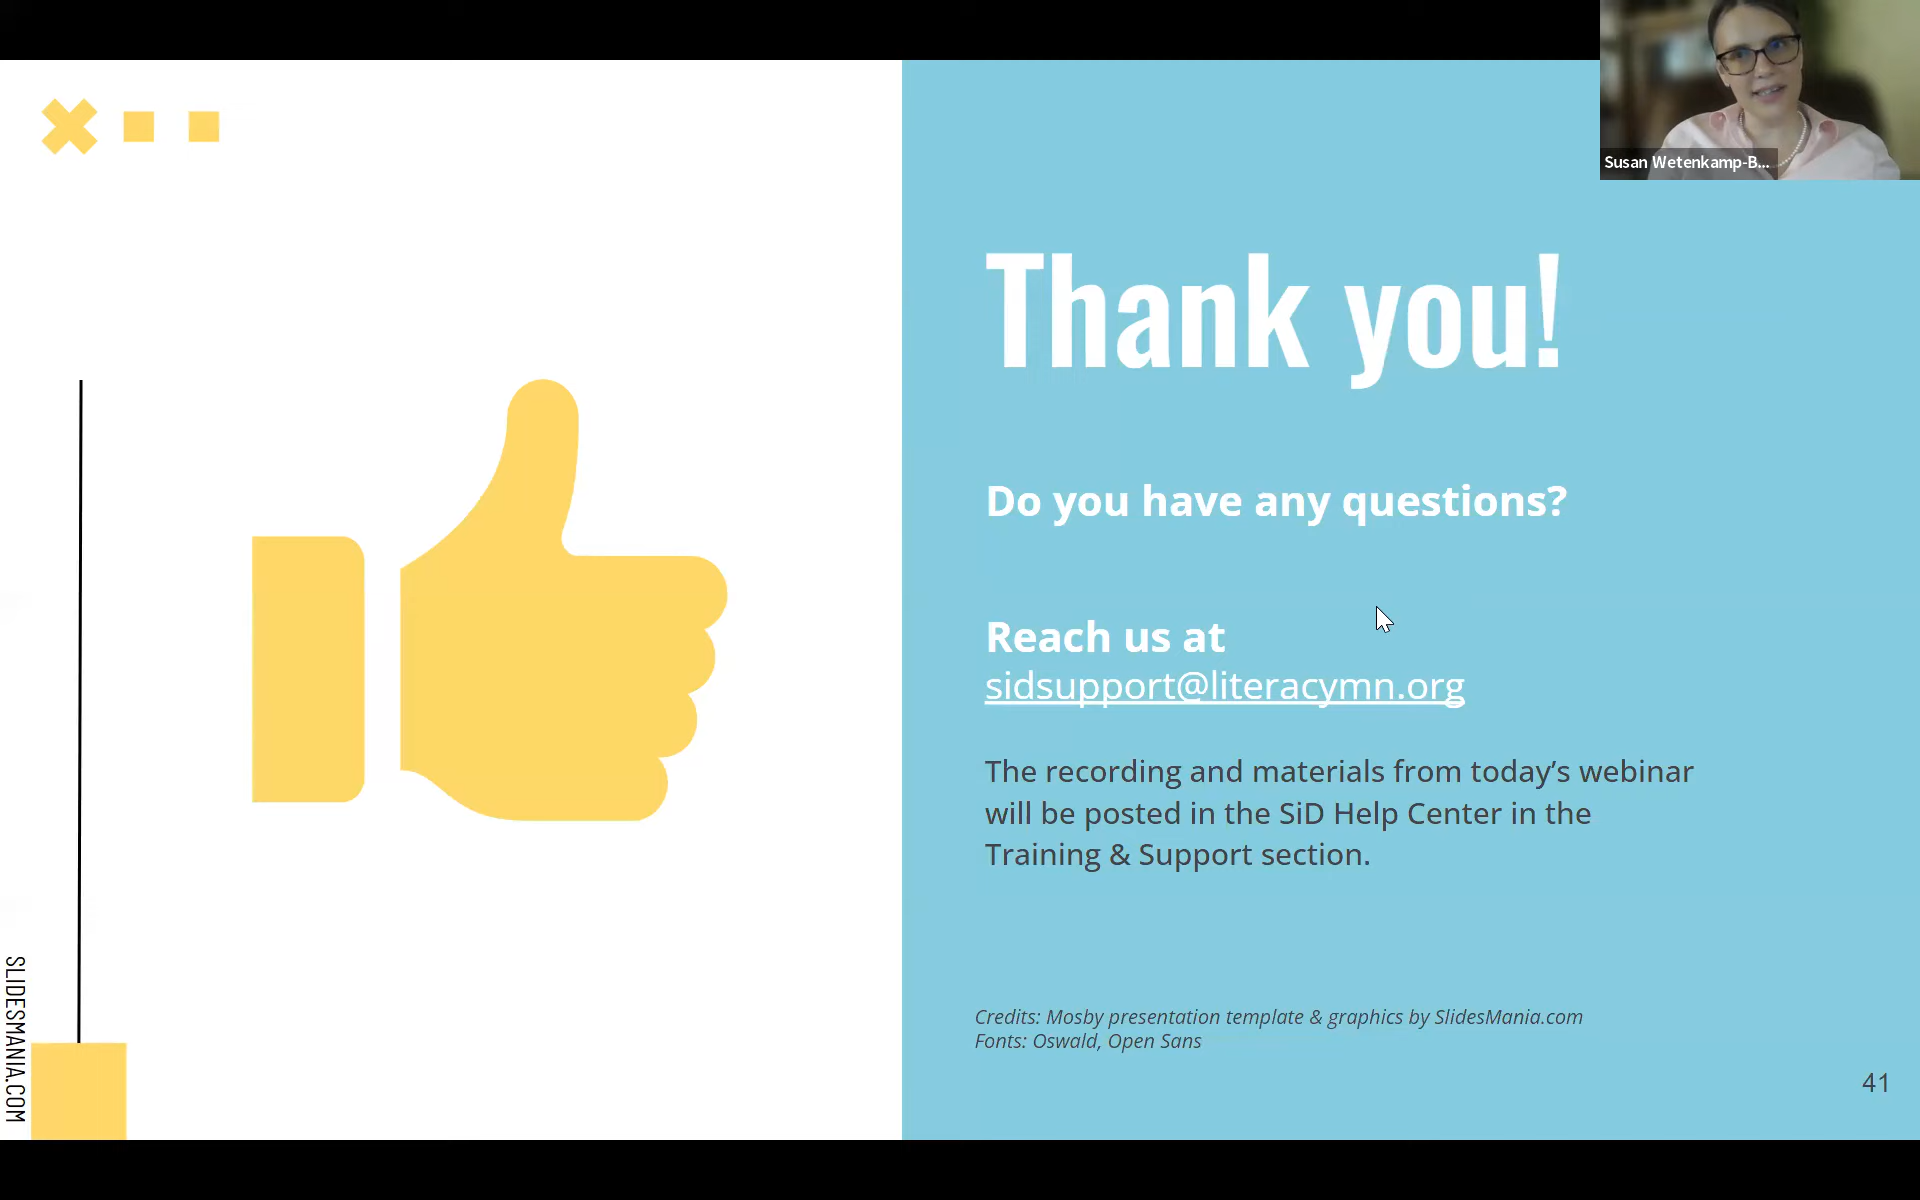 Susan Wetenkamp-B...
Thank you!
Do you have any questions?
Reach us at
sidsupport@literacymn.org
The recording and materials from today’s webinar
will be posted in the SiD Help Center in the
Training & Support section.
Credits: Mosby presentation template & graphics by SlidesMania.com
Fonts: Oswald, Open Sans
41
SLIDESMANIA.COM